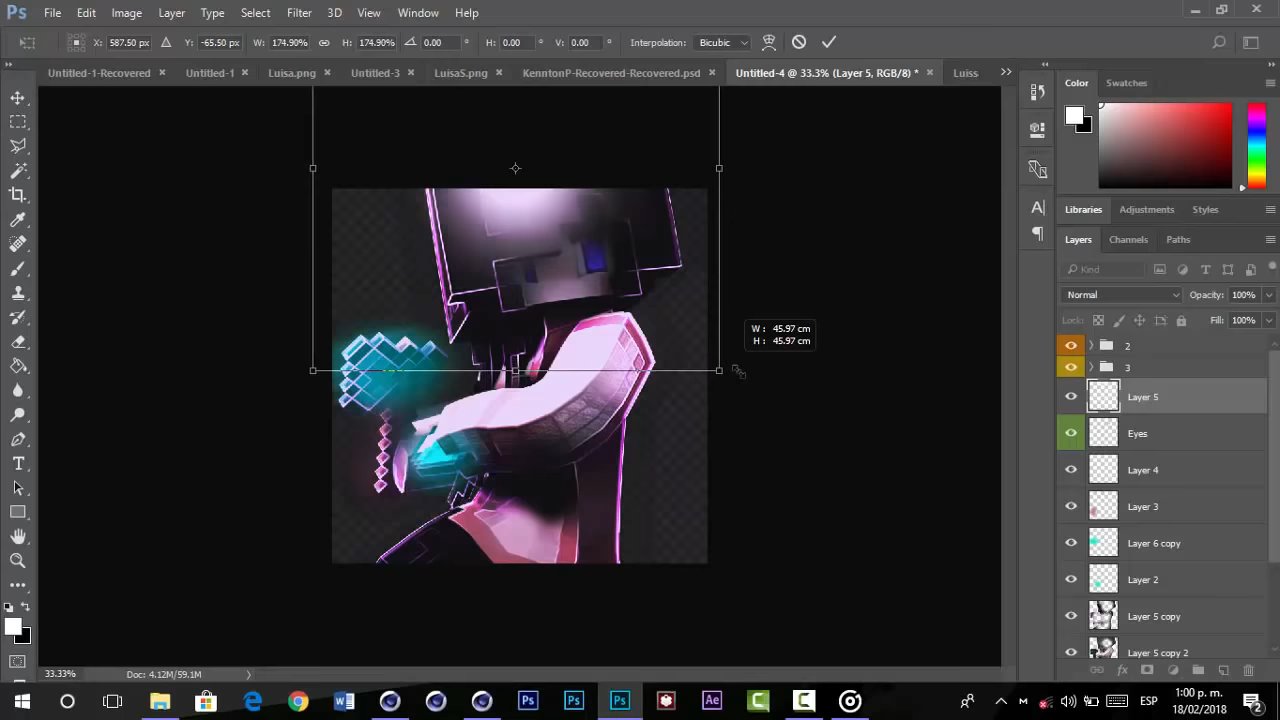 Ps File Edit Image Layer Type Select Filter 3D View Window Help
X: 587.50 px Y: -65.50 px W: 174.90% H: 174.90% 0.00 ° H: 0.00 ° V: 0.00 ° Interpolation: Bicubic
Untitled-1-Recovered × Untitled-1 × Luisa.png × Untitled-3 × LuisaS.png × KenntonP-Recovered-Recovered.psd × Untitled-4 @ 33.3% (Layer 5, RGB/8) * × Luiss
Color Swatches
Libraries Adjustments Styles
Layers Channels Paths
Kind
Normal Opacity: 100%
Lock: Fill: 100%
2
3
Layer 5
Eyes
Layer 4
Layer 3
Layer 6 copy
Layer 2
Layer 5 copy
Layer 5 copy 2
W : 45.97 cm
H : 45.97 cm
33.33% Doc: 4.12M/59.1M
ESP
1:00 p. m.
18/02/2018
2